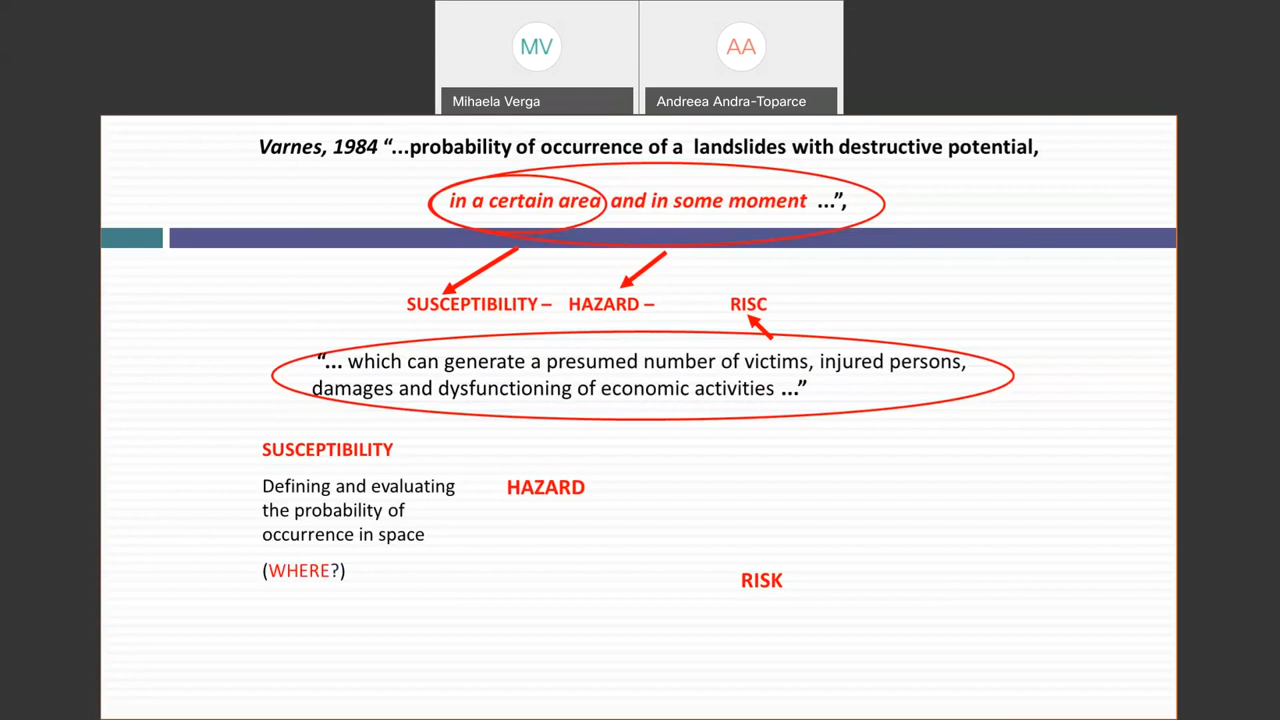 MV
AA
Mihaela Verga
Andreea Andra-Toparce
Varnes, 1984 “...probability of occurrence of a landslides with destructive potential,
in a certain area and in some moment ...”,
SUSCEPTIBILITY – HAZARD – RISC
“... which can generate a presumed number of victims, injured persons,
damages and dysfunctioning of economic activities ...”
SUSCEPTIBILITY
Defining and evaluating
the probability of
occurrence in space
(WHERE?)
HAZARD
RISK